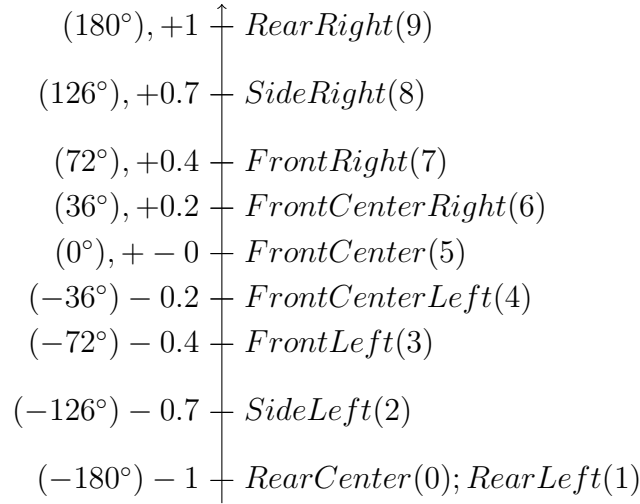 (180°), +1 RearRight(9)
(126°), +0.7 SideRight(8)
(72°), +0.4 FrontRight(7)
(36°), +0.2 FrontCenterRight(6)
(0°), + − 0 FrontCenter(5)
(−36°) − 0.2 FrontCenterLeft(4)
(−72°) − 0.4 FrontLeft(3)
(−126°) − 0.7 SideLeft(2)
(−180°) − 1 RearCenter(0); RearLeft(1)